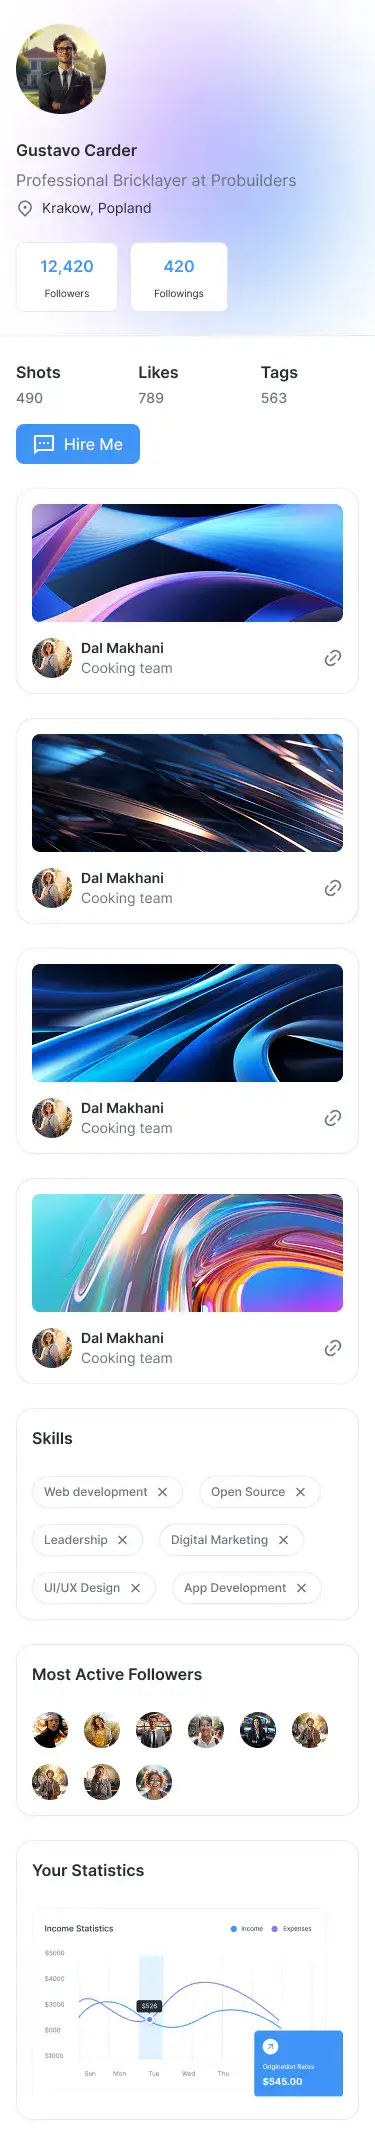 Gustavo Carder
Professional Bricklayer at Probuilders
Krakow, Popland
12,420
Followers
420
Followings
Shots
490
Likes
789
Tags
563
Hire Me
Dal Makhani
Cooking team
Dal Makhani
Cooking team
Dal Makhani
Cooking team
Dal Makhani
Cooking team
Skills
Web development
Open Source
Leadership
Digital Marketing
UI/UX Design
App Development
Most Active Followers
Your Statistics
Income Statistics
Income
Expenses
$5000
$4000
$3000
$000
$1000
$526
Sun
Mon
Tue
Wed
Thu
Origination Rates
$545.00